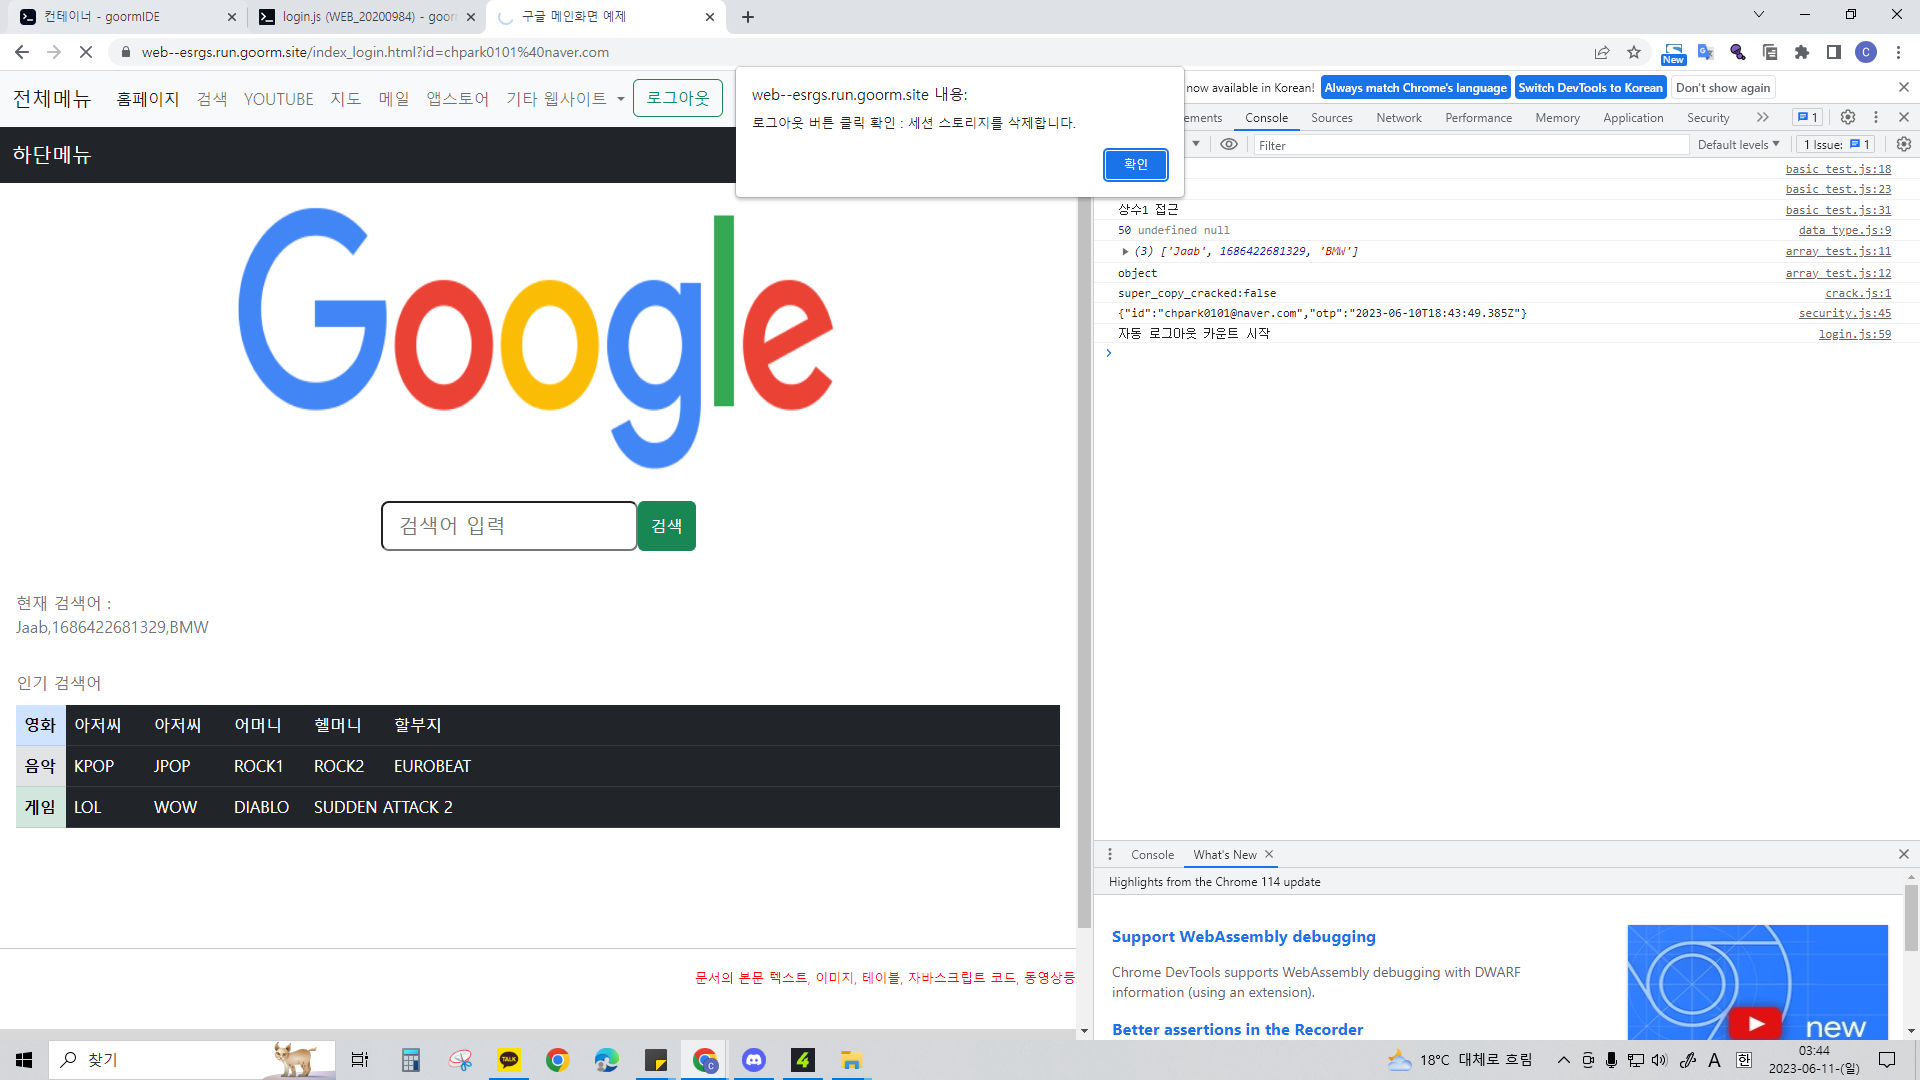 컨테이너 - goormIDE
login.js (WEB_20200984) - goorn
구글 메인화면 예제
web--esrgs.run.goorm.site/index_login.html?id=chpark0101%40naver.com
New
C
전체메뉴 홈페이지 검색 YOUTUBE 지도 메일 앱스토어 기타 웹사이트 로그아웃
하단메뉴
web--esrgs.run.goorm.site 내용:
로그아웃 버튼 클릭 확인 : 세션 스토리지를 삭제합니다.
확인
now available in Korean! Always match Chrome's language Switch DevTools to Korean Don't show again
ements Console Sources Network Performance Memory Application Security 1
Filter Default levels 1 Issue: 1
basic_test.js:18
basic_test.js:23
상수1 접근 basic_test.js:31
50 undefined null data_type.js:9
(3) ['Jaab', 1686422681329, 'BMW'] array_test.js:11
object array_test.js:12
super_copy_cracked:false crack.js:1
{"id":"chpark0101@naver.com","otp":"2023-06-10T18:43:49.385Z"} security.js:45
자동 로그아웃 카운트 시작 login.js:59
Google
검색어 입력 검색
현재 검색어 :
Jaab,1686422681329,BMW
인기 검색어
영화 아저씨 아저씨 어머니 헬머니 할부지
음악 KPOP JPOP ROCK1 ROCK2 EUROBEAT
게임 LOL WOW DIABLO SUDDEN ATTACK 2
문서의 본문 텍스트, 이미지, 테이블, 자바스크립트 코드, 동영상등
Console What's New
Highlights from the Chrome 114 update
Support WebAssembly debugging
Chrome DevTools supports WebAssembly debugging with DWARF
information (using an extension).
Better assertions in the Recorder
new
찾기
TALK
C
4
18°C 대체로 흐림
A
한
03:44
2023-06-11-(일)